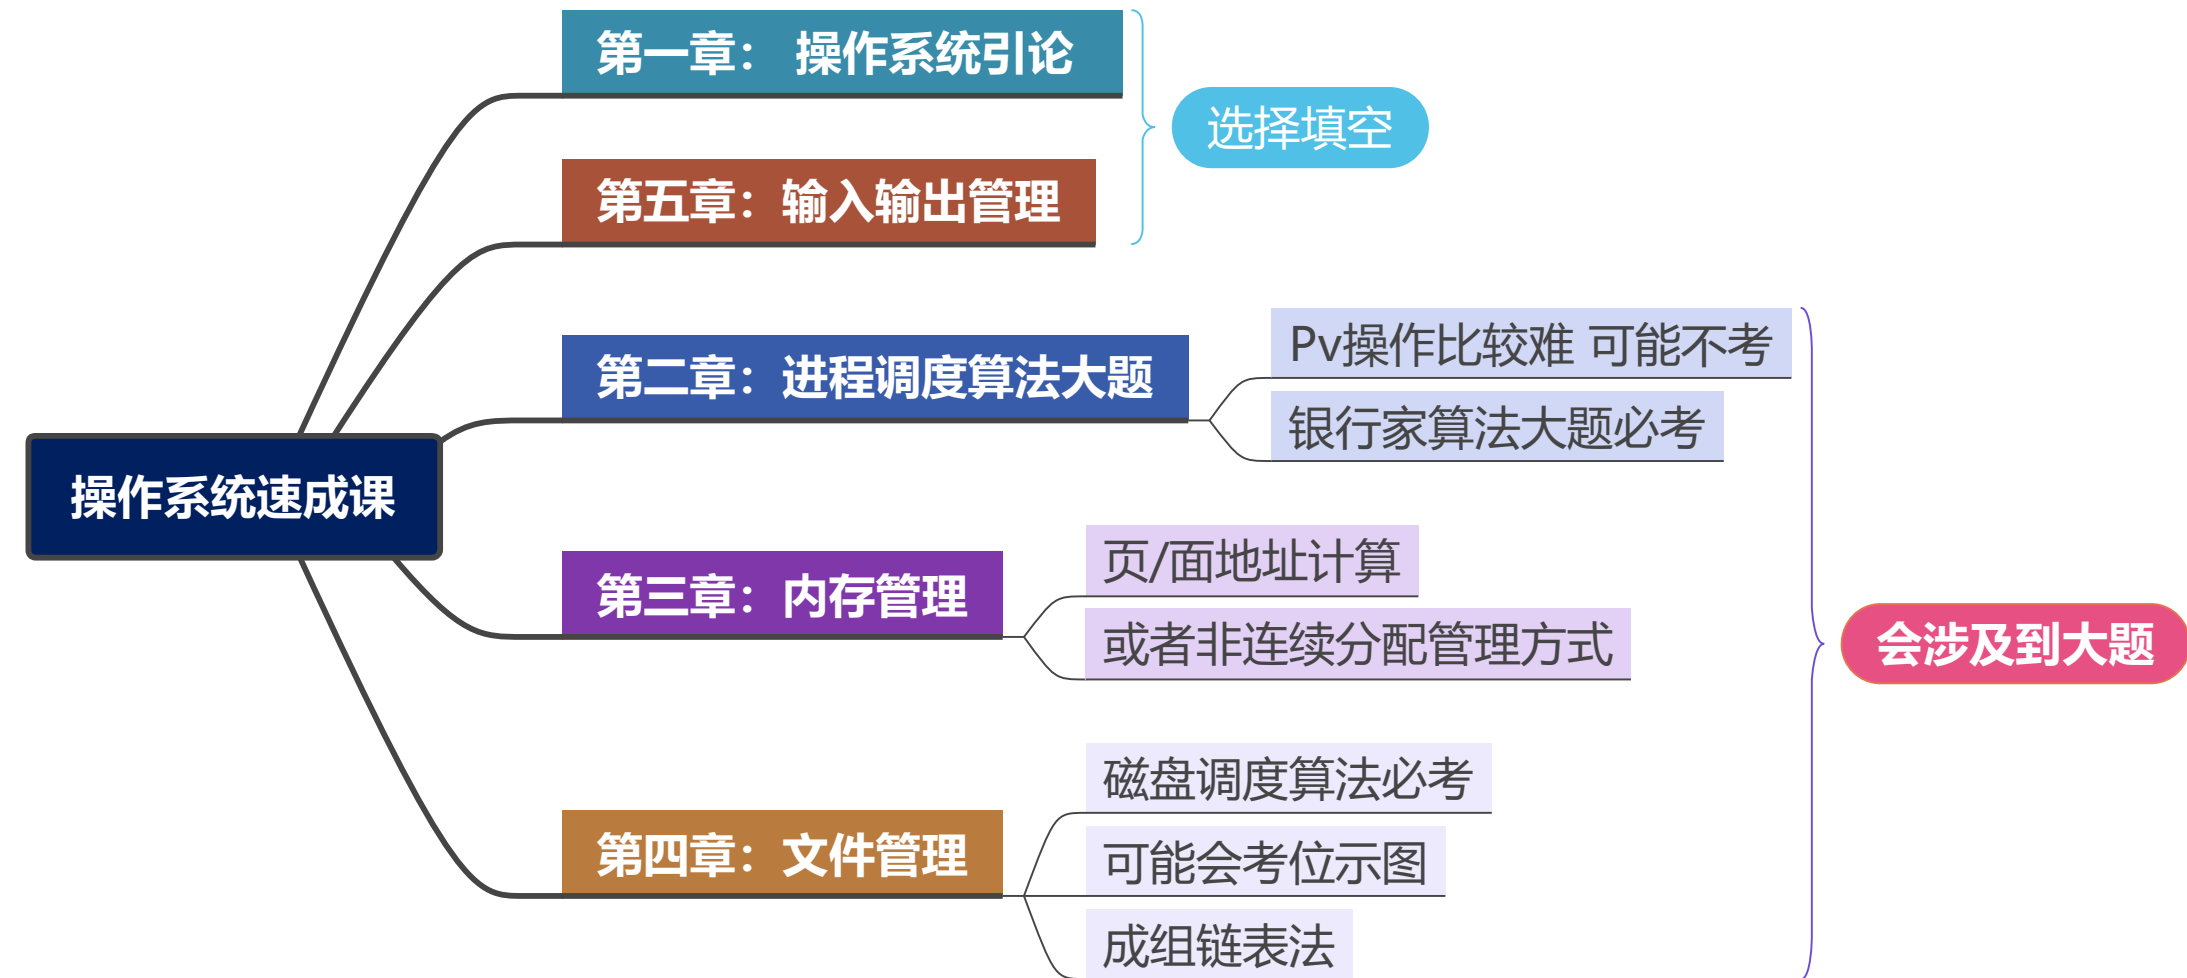 第一章： 操作系统引论
选择填空
第五章：输入输出管理
Pv操作比较难 可能不考
第二章：进程调度算法大题
银行家算法大题必考
操作系统速成课
页/面地址计算
第三章：内存管理
或者非连续分配管理方式
会涉及到大题
磁盘调度算法必考
第四章：文件管理
可能会考位示图
成组链表法